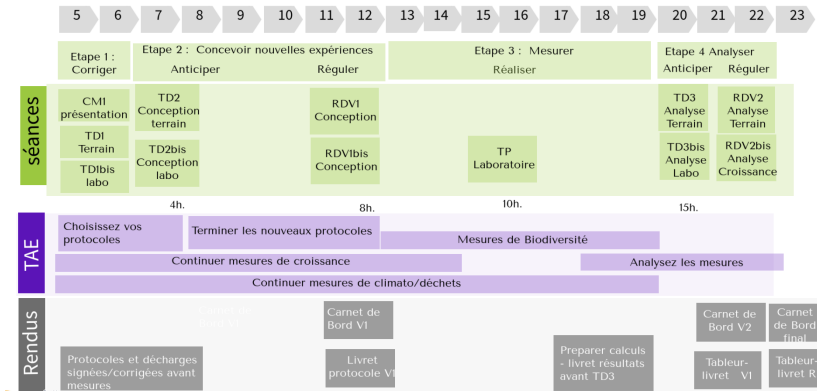 5 6 7 8 9 10 11 12 13 14 15 16 17 18 19 20 21 22 23
Etape 1 :
Corriger
Etape 2 : Concevoir nouvelles expériences
Anticiper Réguler
Etape 3 : Mesurer
Réaliser
Etape 4 Analyser
Anticiper Réguler
séances
CM1
présentation
TD1
Terrain
TD1bis
labo
TD2
Conception
terrain
TD2bis
Conception
labo
RDV1
Conception
RDV1bis
Conception
TP
Laboratoire
TD3
Analyse
Terrain
TD3bis
Analyse
Labo
RDV2
Analyse
Terrain
RDV2bis
Analyse
Croissance
4h.
8h.
10h.
15h.
TAE
Choisissez vos
protocoles
Terminer les nouveaux protocoles
Mesures de Biodiversité
Continuer mesures de croissance
Analysez les mesures
Continuer mesures de climato/déchets
Rendus
Protocoles et décharges
signées/corrigées avant
mesures
Carnet de
Bord V1
Livret
protocole V1
Preparer calculs
- livret résultats
avant TD3
Carnet de
Bord V2
Tableur-
livret V1
Carnet
de Bord
final
Tableur-
livret R